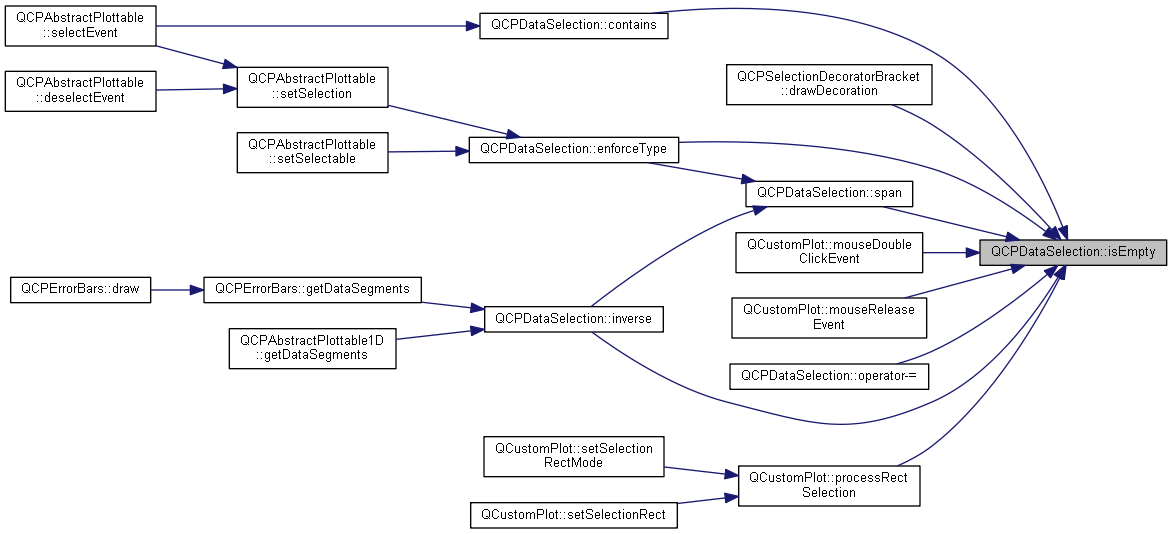 QCPAbstractPlottable
::selectEvent
QCPDataSelection::contains
QCPAbstractPlottable
::deselectEvent
QCPAbstractPlottable
::setSelection
QCPSelectionDecoratorBracket
::drawDecoration
QCPAbstractPlottable
::setSelectable
QCPDataSelection::enforceType
QCPDataSelection::span
QCustomPlot::mouseDouble
ClickEvent
QCPDataSelection::isEmpty
QCPErrorBars::draw
QCPErrorBars::getDataSegments
QCPDataSelection::inverse
QCustomPlot::mouseRelease
Event
QCPAbstractPlottable1D
::getDataSegments
QCPDataSelection::operator-=
QCustomPlot::setSelection
RectMode
QCustomPlot::processRect
Selection
QCustomPlot::setSelectionRect